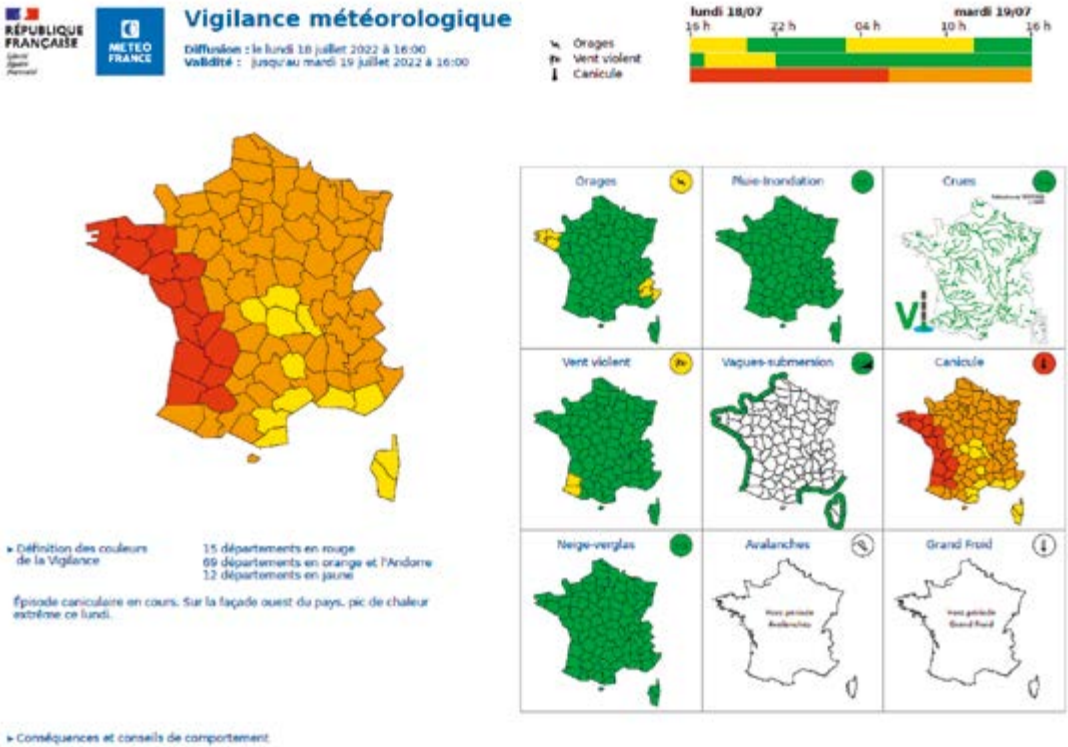 RÉPUBLIQUE
FRANÇAISE
Liberté
Égalité
Fraternité
METEO
FRANCE
Vigilance météorologique
Diffusion : le lundi 18 juillet 2022 à 16:00
Validité : jusqu'au mardi 19 juillet 2022 à 16:00
lundi 18/07 mardi 19/07
16 h 22 h 04 h 10 h 16 h
Orages
Vent violent
Canicule
Orages
Pluie-Inondation
Crues
Vent violent
Vagues-submersion
Canicule
Neige-verglas
Avalanches
Hors période
Avalanches
Grand Froid
Hors période
Grand Froid
Définition des couleurs
de la Vigilance
15 départements en rouge
69 départements en orange et l'Andorre
12 départements en jaune
Épisode caniculaire en cours. Sur la façade ouest du pays, pic de chaleur
extrême ce lundi.
Conséquences et conseils de comportement